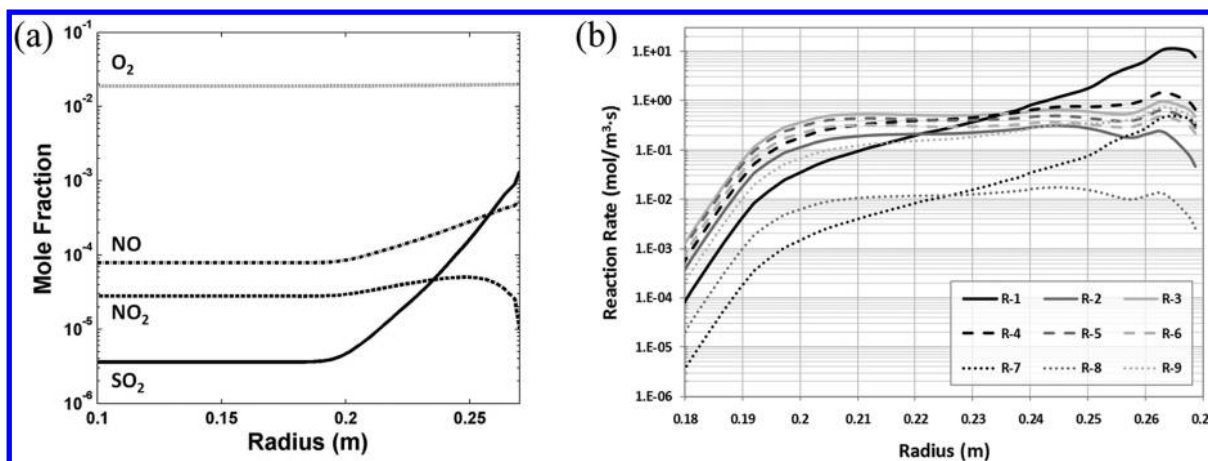 (a)
10⁻¹
10⁻²
10⁻³
10⁻⁴
10⁻⁵
10⁻⁶
Mole Fraction
O₂
NO
NO₂
SO₂
0.1 0.15 0.2 0.25
Radius (m)
(b)
1.E+01
1.E+00
1.E-01
1.E-02
1.E-03
1.E-04
1.E-05
1.E-06
Reaction Rate (mol/m³·s)
R-1 R-2 R-3
R-4 R-5 R-6
R-7 R-8 R-9
0.18 0.19 0.2 0.21 0.22 0.23 0.24 0.25 0.26 0.2
Radius (m)